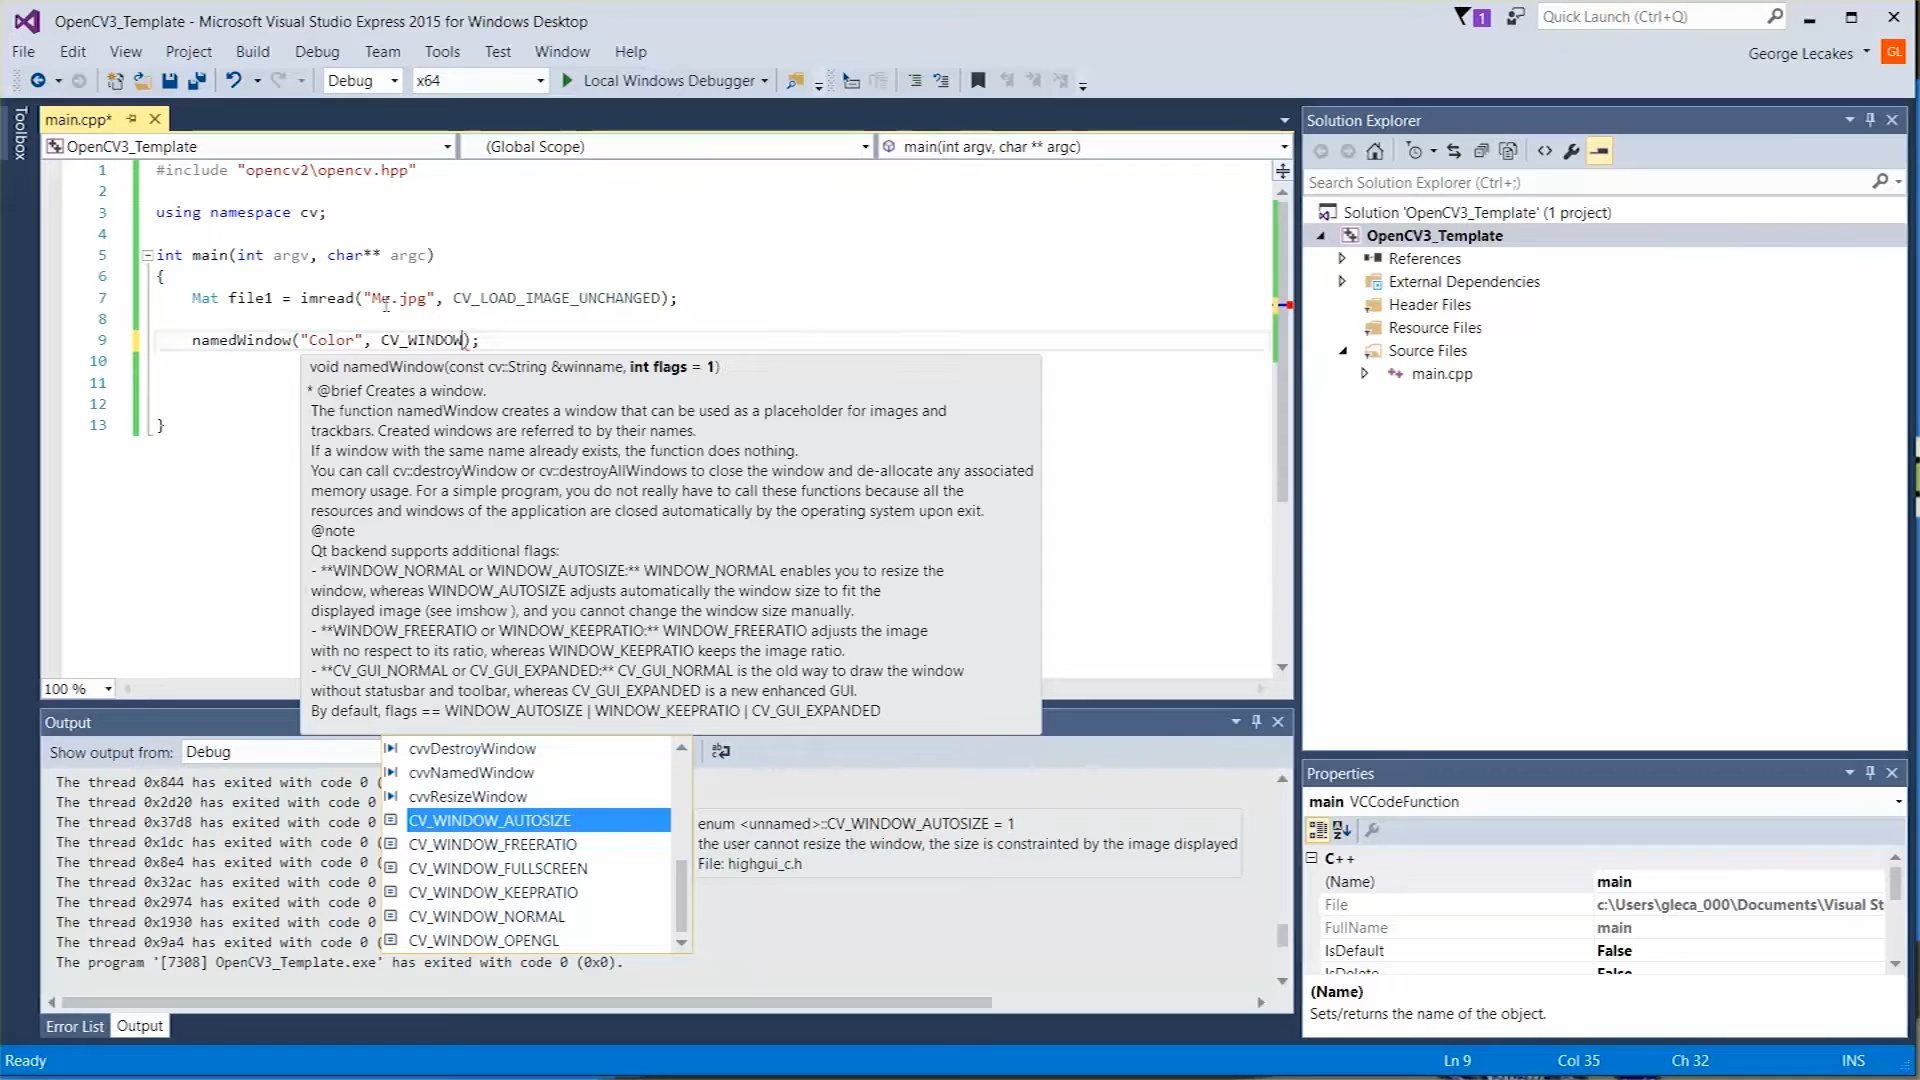 OpenCV3_Template - Microsoft Visual Studio Express 2015 for Windows Desktop
1
Quick Launch (Ctrl+Q)
File Edit View Project Build Debug Team Tools Test Window Help
George Lecakes GL
Debug x64 Local Windows Debugger
Toolbox
main.cpp*
OpenCV3_Template (Global Scope) main(int argv, char ** argc)
1 #include "opencv2\opencv.hpp"
2
3 using namespace cv;
4
5 int main(int argv, char** argc)
6 {
7 Mat file1 = imread("Me.jpg", CV_LOAD_IMAGE_UNCHANGED);
8
9 namedWindow("Color", CV_WINDOW);
10
11
12
13 }
void namedWindow(const cv::String &winname, int flags = 1)
* @brief Creates a window.
The function namedWindow creates a window that can be used as a placeholder for images and
trackbars. Created windows are referred to by their names.
If a window with the same name already exists, the function does nothing.
You can call cv::destroyWindow or cv::destroyAllWindows to close the window and de-allocate any associated
memory usage. For a simple program, you do not really have to call these functions because all the
resources and windows of the application are closed automatically by the operating system upon exit.
@note
Qt backend supports additional flags:
- **WINDOW_NORMAL or WINDOW_AUTOSIZE:** WINDOW_NORMAL enables you to resize the
window, whereas WINDOW_AUTOSIZE adjusts automatically the window size to fit the
displayed image (see imshow ), and you cannot change the window size manually.
- **WINDOW_FREERATIO or WINDOW_KEEPRATIO:** WINDOW_FREERATIO adjusts the image
with no respect to its ratio, whereas WINDOW_KEEPRATIO keeps the image ratio.
- **CV_GUI_NORMAL or CV_GUI_EXPANDED:** CV_GUI_NORMAL is the old way to draw the window
without statusbar and toolbar, whereas CV_GUI_EXPANDED is a new enhanced GUI.
By default, flags == WINDOW_AUTOSIZE | WINDOW_KEEPRATIO | CV_GUI_EXPANDED
100 %
Output
Show output from: Debug
The thread 0x844 has exited with code 0 (
The thread 0x2d20 has exited with code 0
The thread 0x37d8 has exited with code 0
The thread 0x1dc has exited with code 0
The thread 0x8e4 has exited with code 0
The thread 0x32ac has exited with code 0
The thread 0x2974 has exited with code 0
The thread 0x1930 has exited with code 0
The thread 0x9a4 has exited with code 0 (
The program '[7308] OpenCV3_Template.exe' has exited with code 0 (0x0).
cvvDestroyWindow
cvvNamedWindow
cvvResizeWindow
CV_WINDOW_AUTOSIZE
CV_WINDOW_FREERATIO
CV_WINDOW_FULLSCREEN
CV_WINDOW_KEEPRATIO
CV_WINDOW_NORMAL
CV_WINDOW_OPENGL
enum <unnamed>::CV_WINDOW_AUTOSIZE = 1
the user cannot resize the window, the size is constrainted by the image displayed
File: highgui_c.h
Error List Output
Solution Explorer
Search Solution Explorer (Ctrl+;)
Solution 'OpenCV3_Template' (1 project)
OpenCV3_Template
References
External Dependencies
Header Files
Resource Files
Source Files
main.cpp
Properties
main VCCodeFunction
C++
(Name) main
File c:\Users\gleca_000\Documents\Visual St
FullName main
IsDefault False
IsDelete False
(Name)
Sets/returns the name of the object.
Ready Ln 9 Col 35 Ch 32 INS